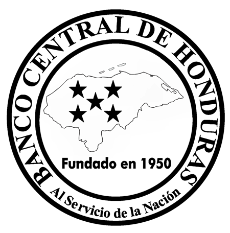 BANCO CENTRAL DE HONDURAS
Fundado en 1950
Al Servicio de la Nación